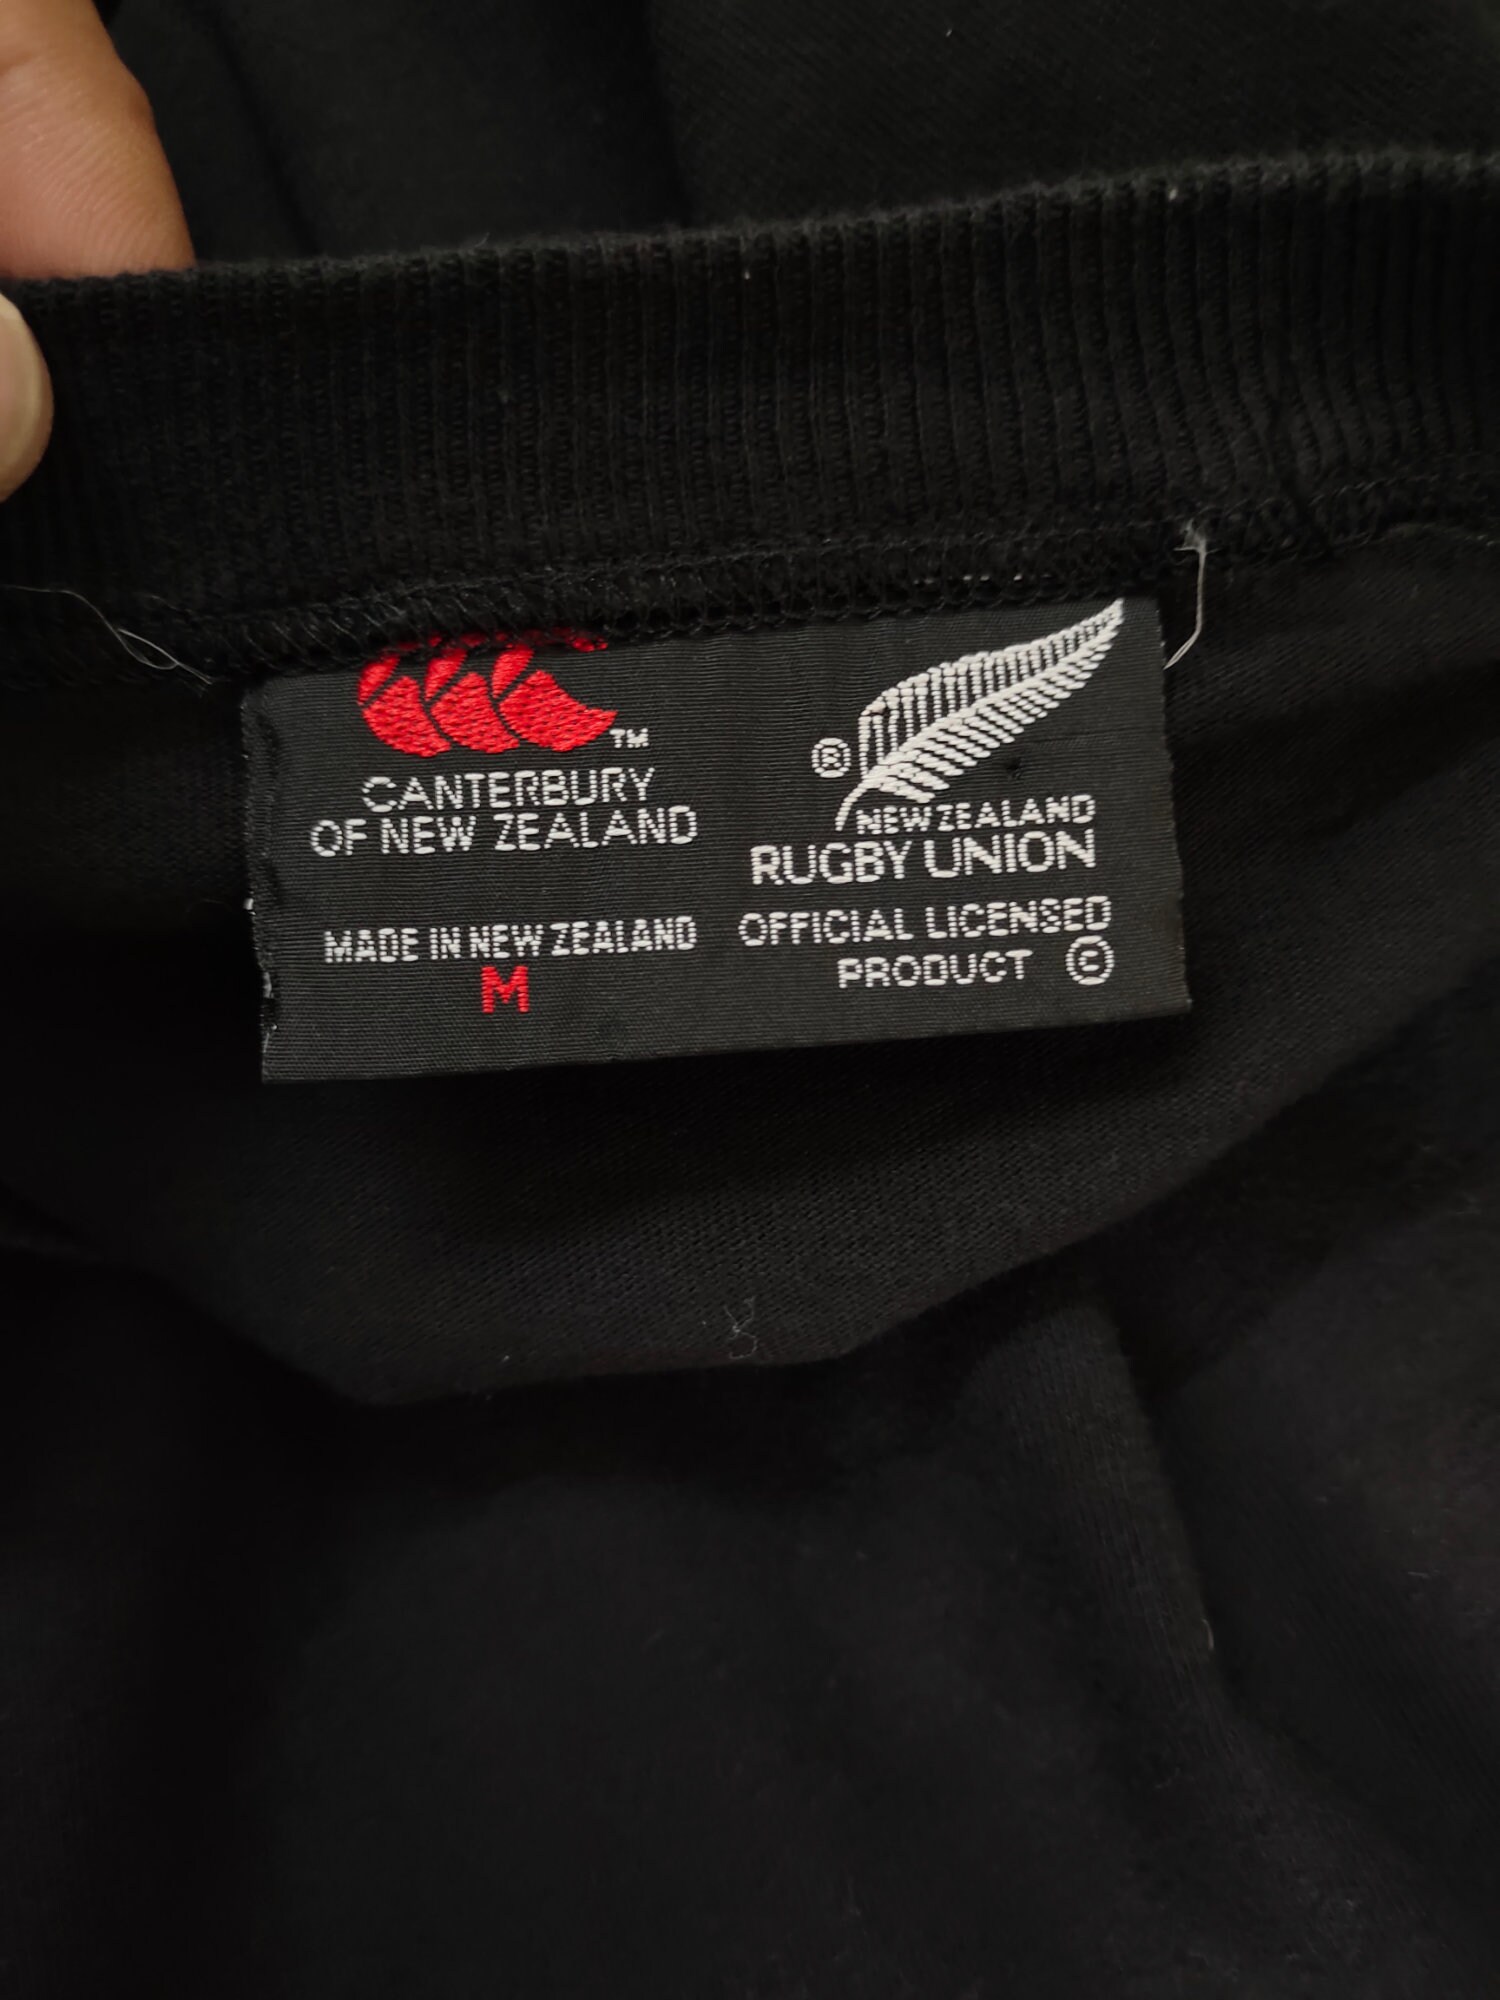 TM
CANTERBURY
OF NEW ZEALAND
MADE IN NEW ZEALAND
M
®
NEW ZEALAND
RUGBY UNION
OFFICIAL LICENSED
PRODUCT ©